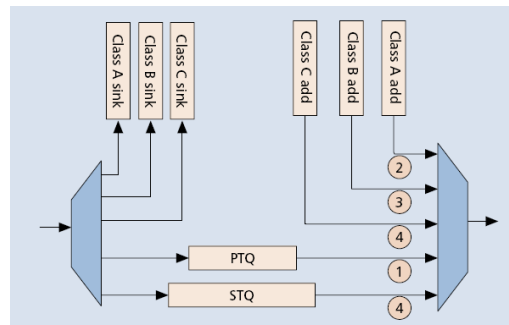 Class A sink
Class B sink
Class C sink
Class C add
Class B add
Class A add
2
3
4
PTQ
1
STQ
4